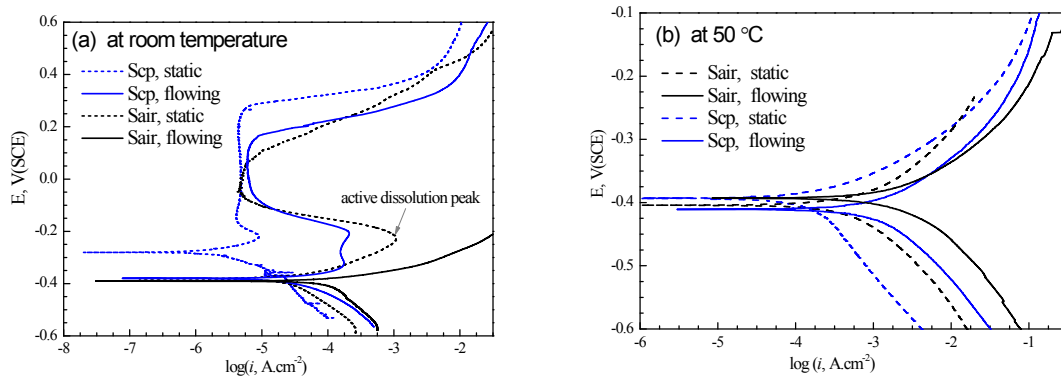 (a) at room temperature
Scp, static
Scp, flowing
Sair, static
Sair, flowing
active dissolution peak
E, V(SCE)
0.6
0.4
0.2
0.0
-0.2
-0.4
-0.6
-8 -7 -6 -5 -4 -3 -2
log(i, A.cm-2)
(b) at 50 °C
Sair, static
Sair, flowing
Scp, static
Scp, flowing
E, V(SCE)
-0.1
-0.2
-0.3
-0.4
-0.5
-0.6
-6 -5 -4 -3 -2 -1
log (i, A.cm-2)